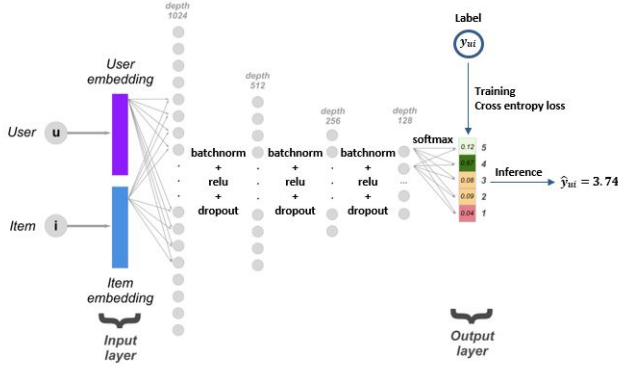 Label
y_ui
depth
1024
User
embedding
depth
512
depth
256
depth
128
Training
Cross entropy loss
User
u
softmax
0.12 5
0.67 4
0.08 3
0.09 2
0.04 1
batchnorm
+
relu
+
dropout
batchnorm
+
relu
+
dropout
batchnorm
+
relu
+
dropout
Inference
ŷ_ui = 3.74
Item
i
Item
embedding
Input
layer
Output
layer